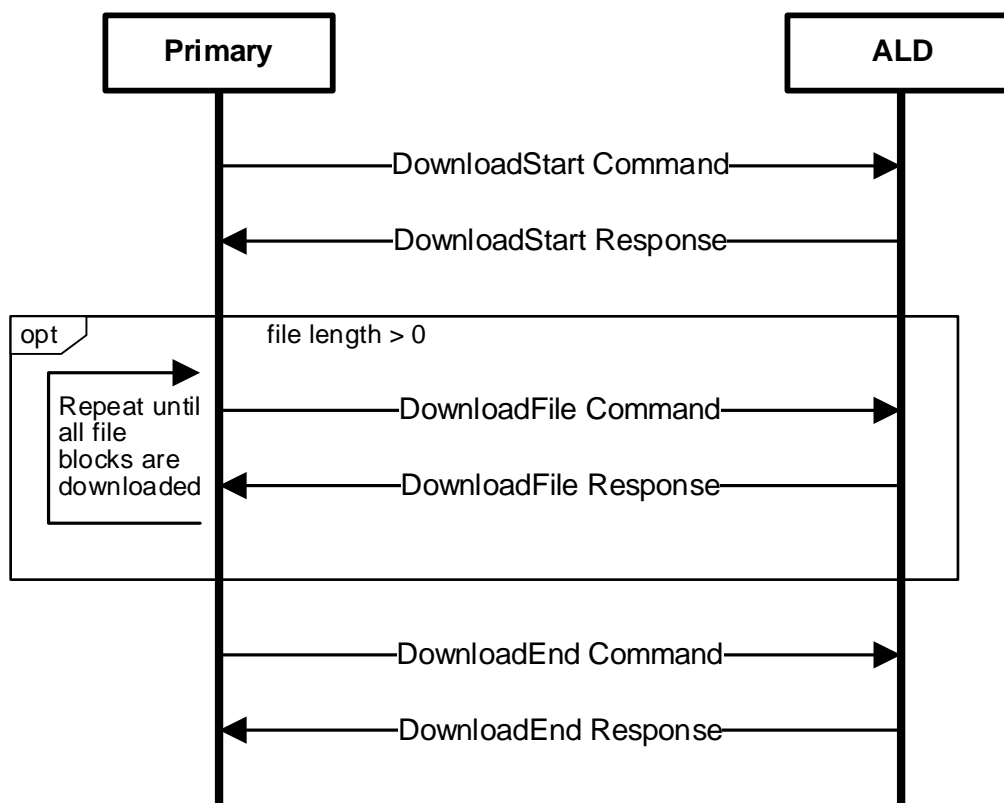 Primary
ALD
DownloadStart Command
DownloadStart Response
opt
file length > 0
Repeat until
all file
blocks are
downloaded
DownloadFile Command
DownloadFile Response
DownloadEnd Command
DownloadEnd Response